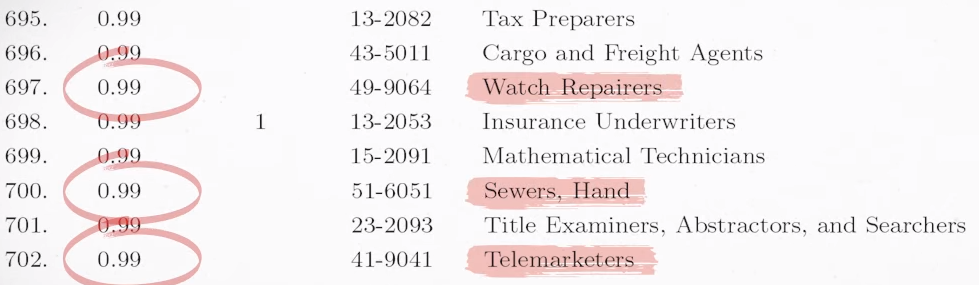 695. 0.99 13-2082 Tax Preparers
696. 0.99 43-5011 Cargo and Freight Agents
697. 0.99 49-9064 Watch Repairers
698. 0.99 1 13-2053 Insurance Underwriters
699. 0.99 15-2091 Mathematical Technicians
700. 0.99 51-6051 Sewers, Hand
701. 0.99 23-2093 Title Examiners, Abstractors, and Searchers
702. 0.99 41-9041 Telemarketers